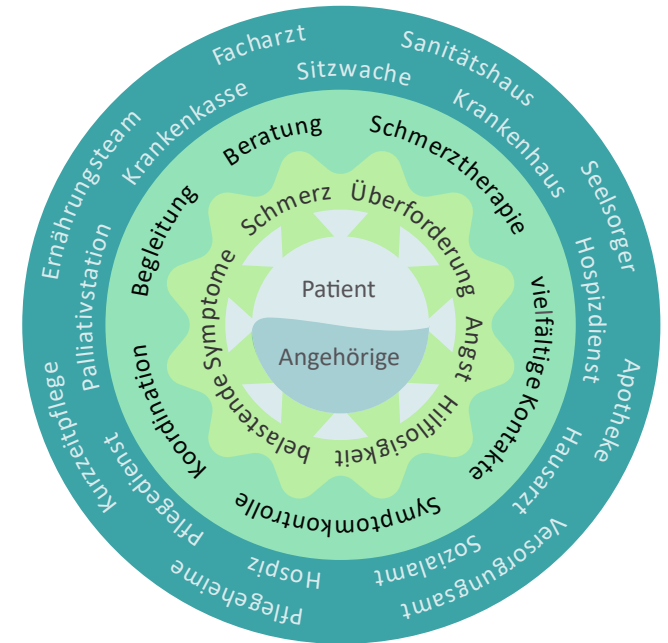 Facharzt
Sanitätshaus
Seelsorger
Apotheke
Versorgungsamt
Pflegeheime
Kurzzeitpflege
Ernährungsteam
Sitzwache
Krankenhaus
Hospizdienst
Hausarzt
Sozialamt
Hospiz
Pflegedienst
Palliativstation
Krankenkasse
Beratung
Schmerztherapie
vielfältige Kontakte
Symptomkontrolle
Koordination
Begleitung
Schmerz
Überforderung
Angst
Hilflosigkeit
belastende Symptome
Patient
Angehörige